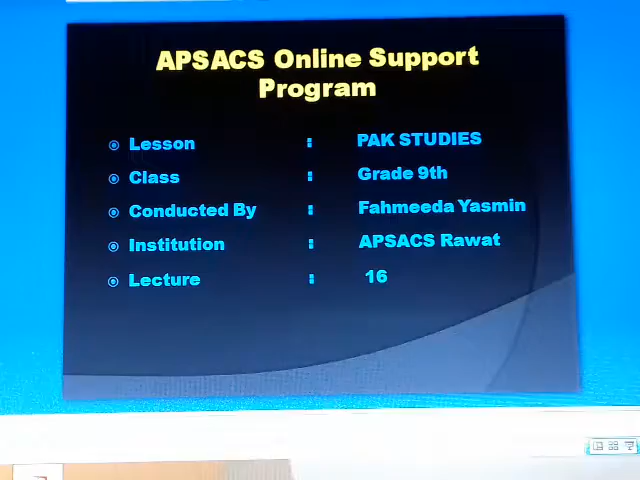 APSACS Online Support
Program
Lesson : PAK STUDIES
Class : Grade 9th
Conducted By : Fahmeeda Yasmin
Institution : APSACS Rawat
Lecture : 16